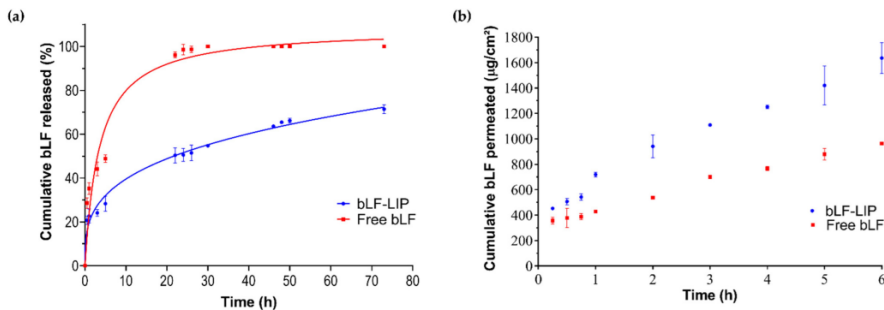 (a)
Cumulative bLF released (%)
100
80
60
40
20
0
0 10 20 30 40 50 60 70 80
Time (h)
bLF-LIP
Free bLF
(b)
Cumulative bLF permeated (µg/cm²)
1800
1600
1400
1200
1000
800
600
400
200
0
0 1 2 3 4 5 6
Time (h)
bLF-LIP
Free bLF